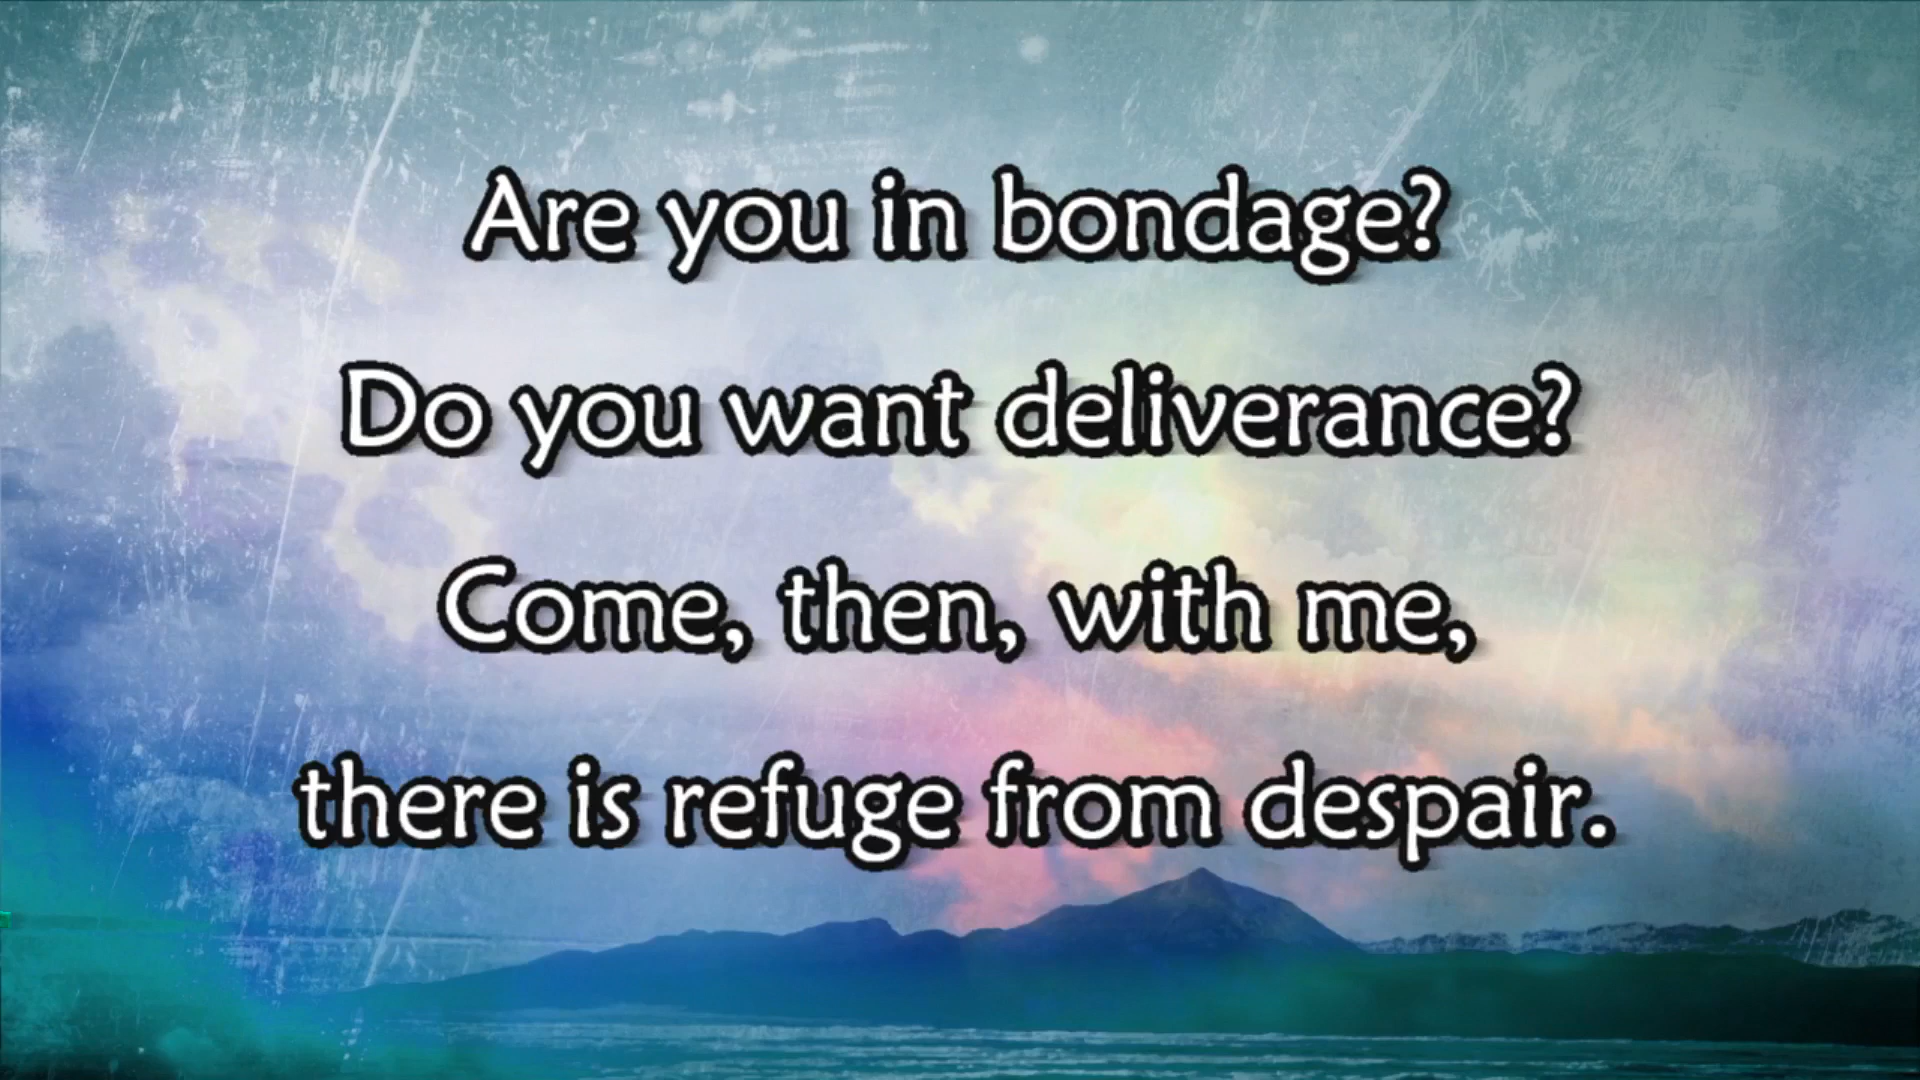 Are you in bondage?
Do you want deliverance?
Come, then, with me,
there is refuge from despair.